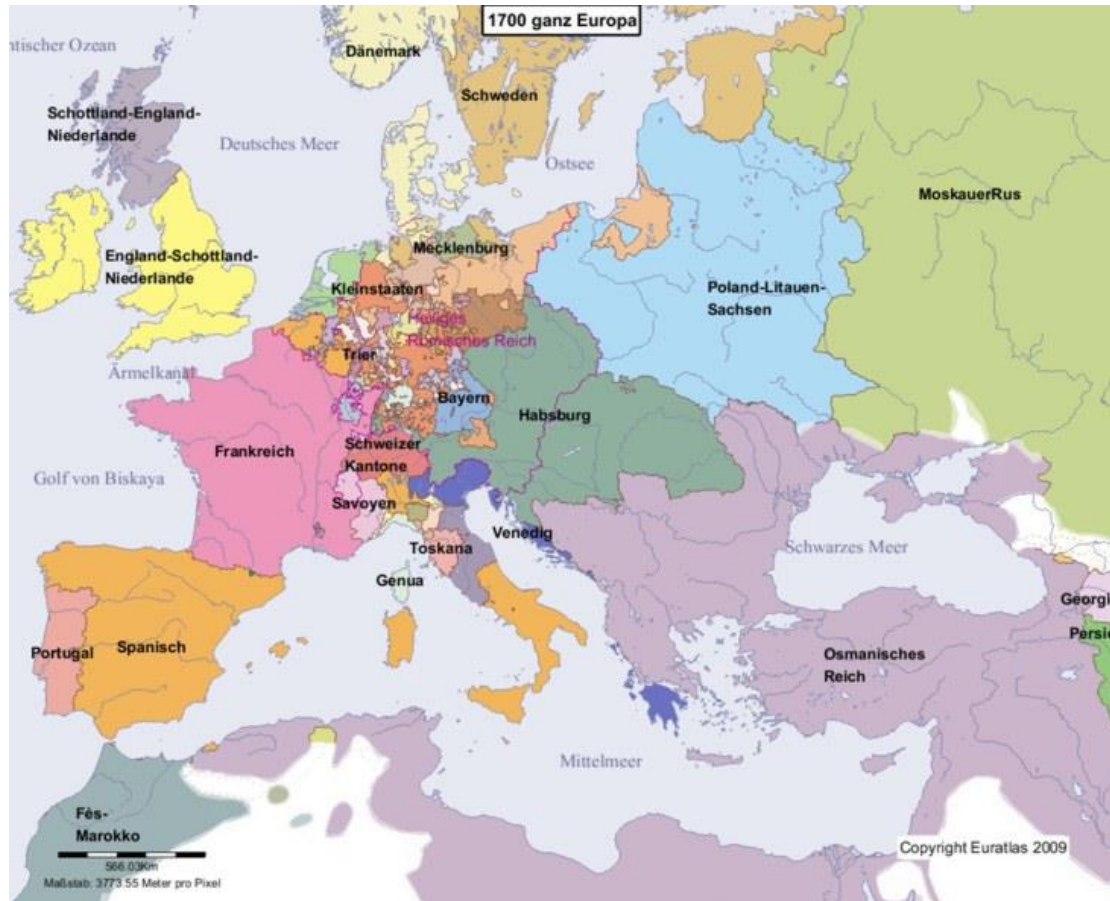 1700 ganz Europa
ntischer Ozean
Dänemark
Schweden
Schottland-England-
Niederlande
Deutsches Meer
Ostsee
MoskauerRus
England-Schottland-
Niederlande
Mecklenburg
Kleinstaaten
Poland-Litauen-
Sachsen
Heiliges
Römisches Reich
Trier
Ärmelkanal
Bayern
Habsburg
Frankreich
Schweizer
Kantone
Golf von Biskaya
Savoyen
Venedig
Toskana
Schwarzes Meer
Genua
Georgi
Persie
Portugal
Spanisch
Osmanisches
Reich
Mittelmeer
Fès-
Marokko
566.03Km
Maßstab: 3773.55 Meter pro Pixel
Copyright Euratlas 2009